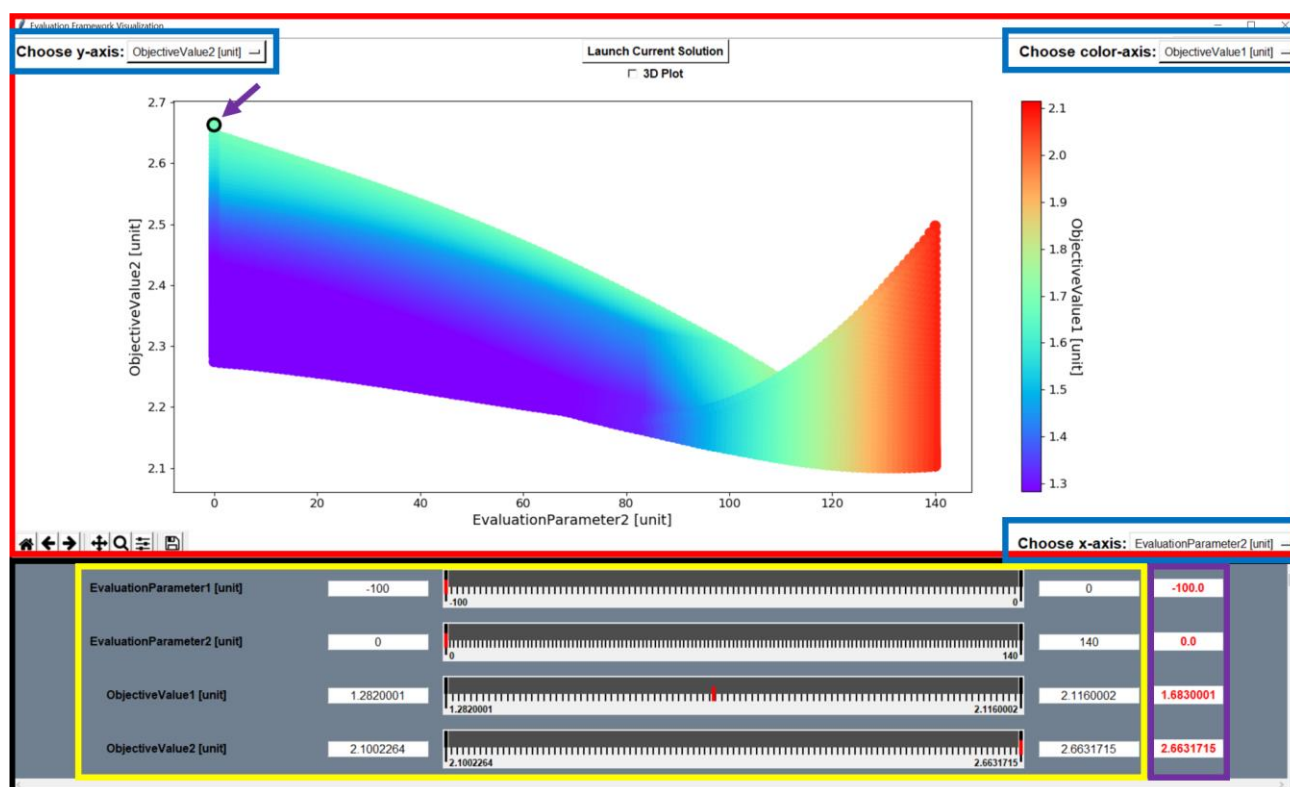 Evaluation Framework Visualization
Choose y-axis: ObjectiveValue2 [unit]
Launch Current Solution
Choose color-axis: ObjectiveValue1 [unit]
3D Plot
2.7
2.6
2.5
2.4
2.3
2.2
2.1
ObjectiveValue2 [unit]
0 20 40 60 80 100 120 140
EvaluationParameter2 [unit]
2.1
2.0
1.9
1.8
1.7
1.6
1.5
1.4
1.3
ObjectiveValue1 [unit]
Choose x-axis: EvaluationParameter2 [unit]
EvaluationParameter1 [unit] -100 -100 0 0 -100.0
EvaluationParameter2 [unit] 0 0 140 140 0.0
ObjectiveValue1 [unit] 1.2820001 1.2820001 2.1160002 2.1160002 1.6830001
ObjectiveValue2 [unit] 2.1002264 2.1002264 2.6631715 2.6631715 2.6631715